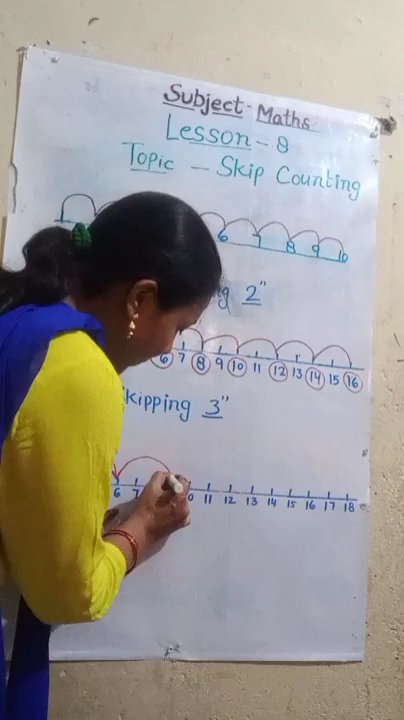 Subject - Maths
Lesson - 8
Topic - Skip Counting
1 6 7 8 9 10
2"
6 7 8 9 10 11 12 13 14 15 16
kipping 3"
6 7 0 11 12 13 14 15 16 17 18